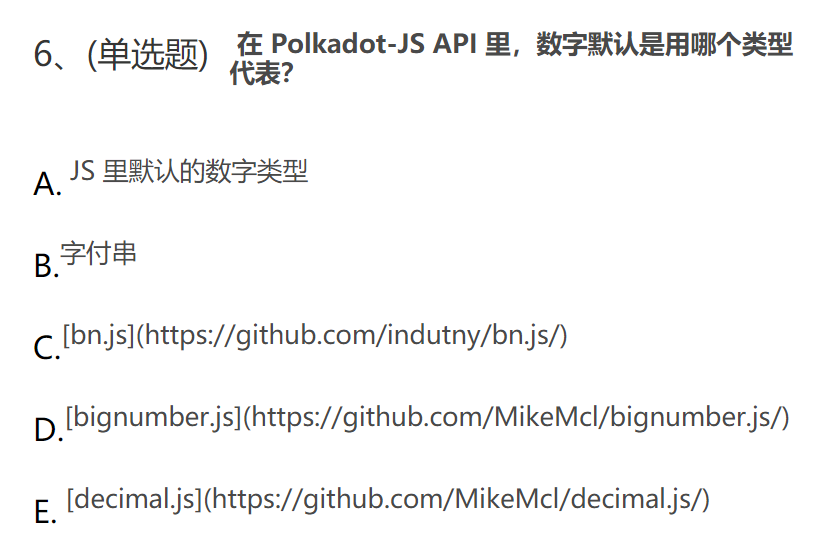 6、(单选题) 在 Polkadot-JS API 里，数字默认是用哪个类型
代表?
A. JS 里默认的数字类型
B.字付串
C.[bn.js](https://github.com/indutny/bn.js/)
D.[bignumber.js](https://github.com/MikeMcl/bignumber.js/)
E. [decimal.js](https://github.com/MikeMcl/decimal.js/)